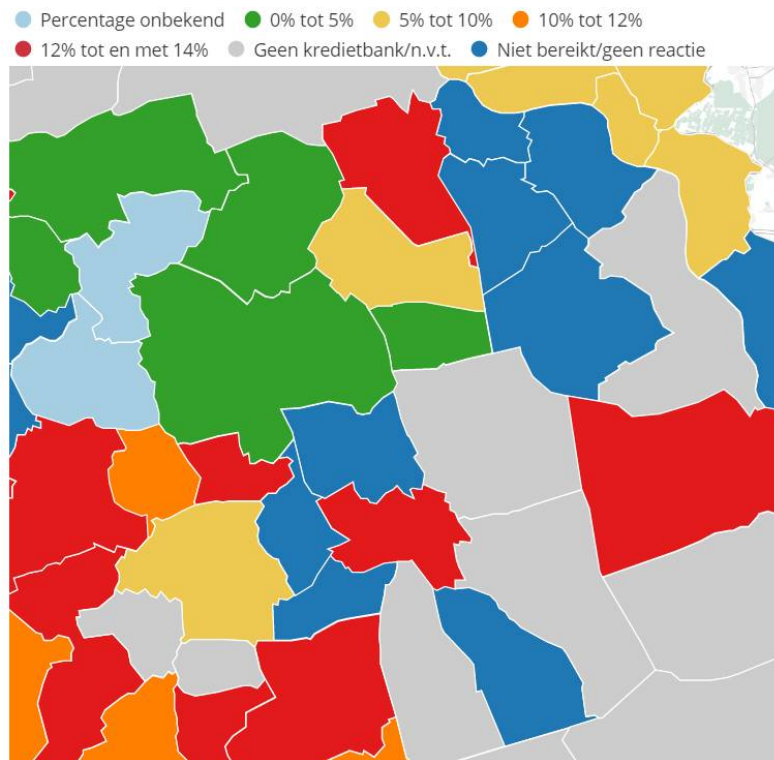 Percentage onbekend 0% tot 5% 5% tot 10% 10% tot 12%
12% tot en met 14% Geen kredietbank/n.v.t. Niet bereikt/geen reactie